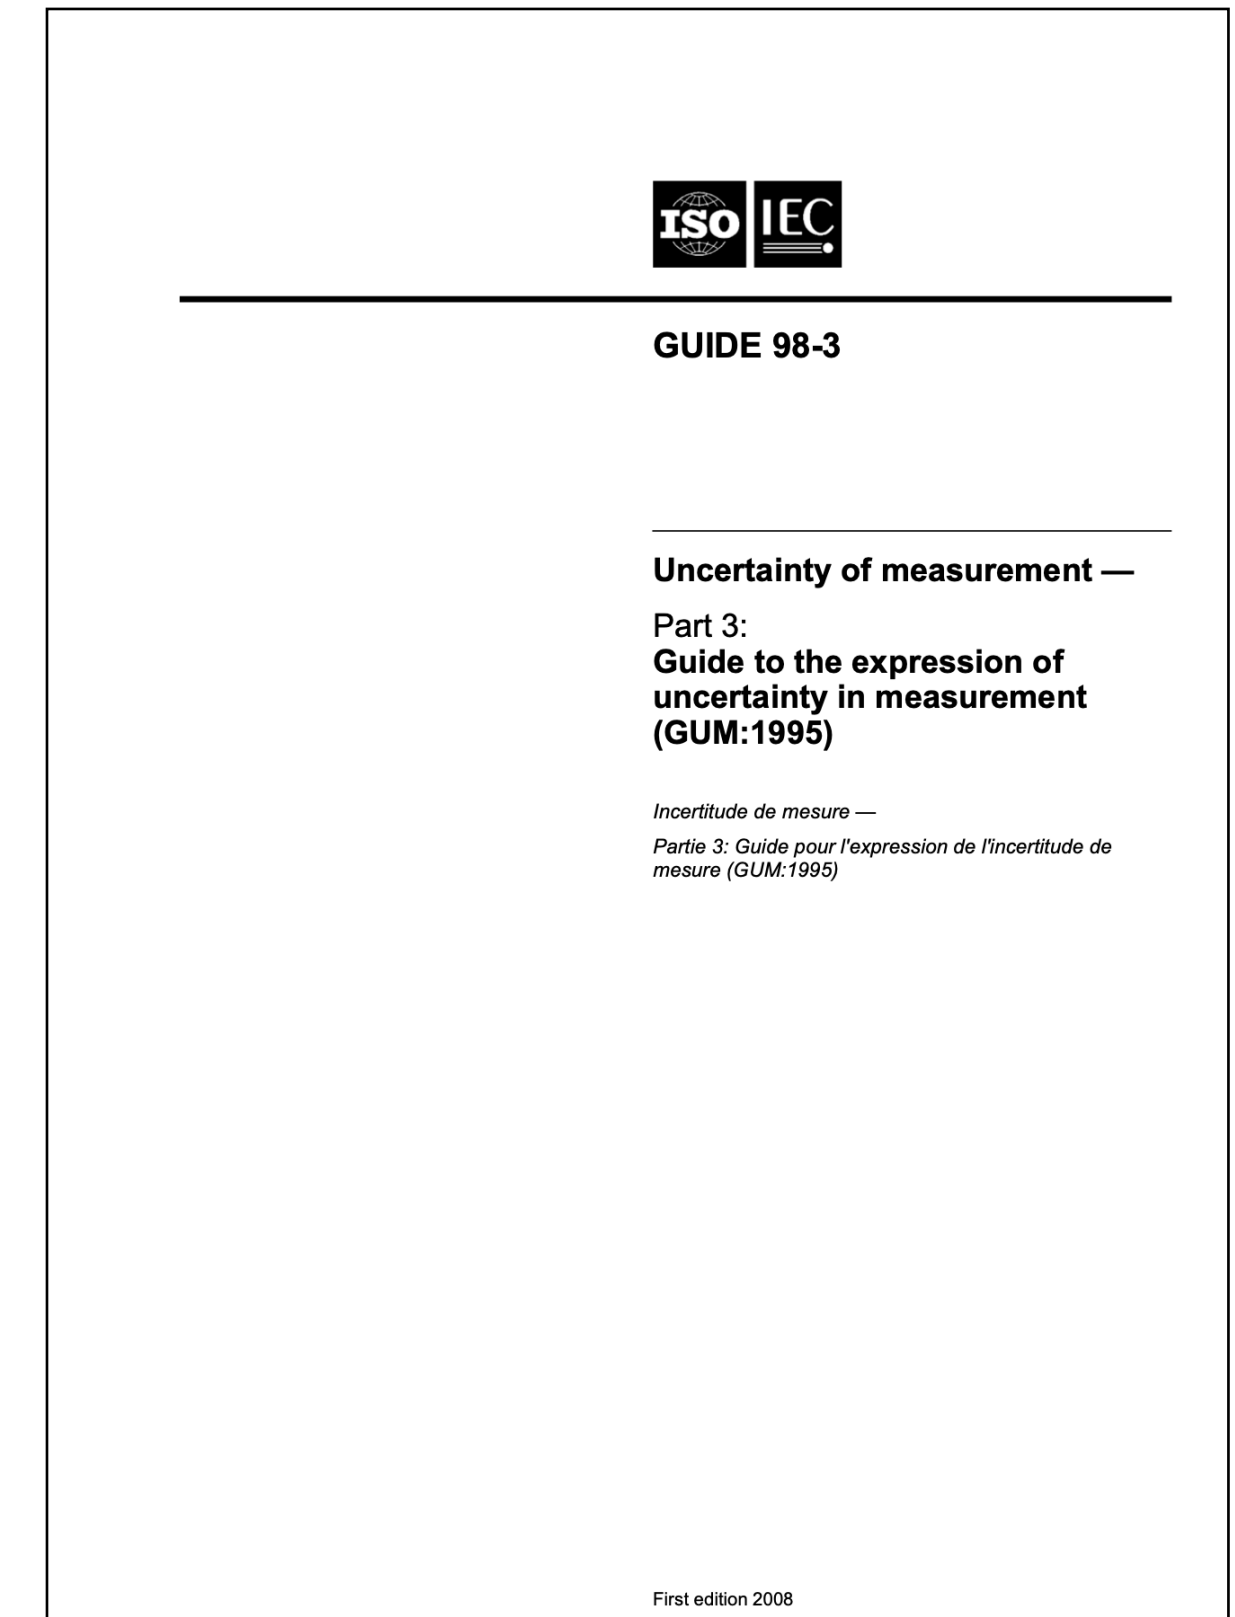 ISO IEC
GUIDE 98-3
Uncertainty of measurement —
Part 3:
Guide to the expression of
uncertainty in measurement
(GUM:1995)
Incertitude de mesure —
Partie 3: Guide pour l'expression de l'incertitude de
mesure (GUM:1995)
First edition 2008